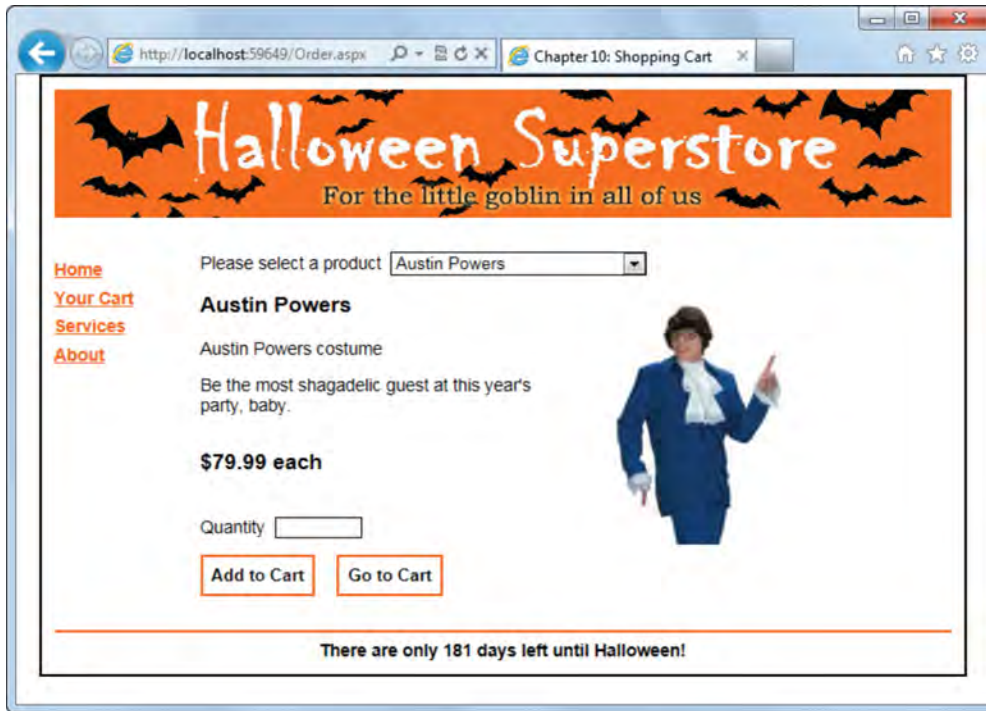 http://localhost:59649/Order.aspx
Chapter 10: Shopping Cart
Halloween Superstore
For the little goblin in all of us
Home
Your Cart
Services
About
Please select a product Austin Powers
Austin Powers
Austin Powers costume
Be the most shagadelic guest at this year's
party, baby.
$79.99 each
Quantity
Add to Cart Go to Cart
There are only 181 days left until Halloween!